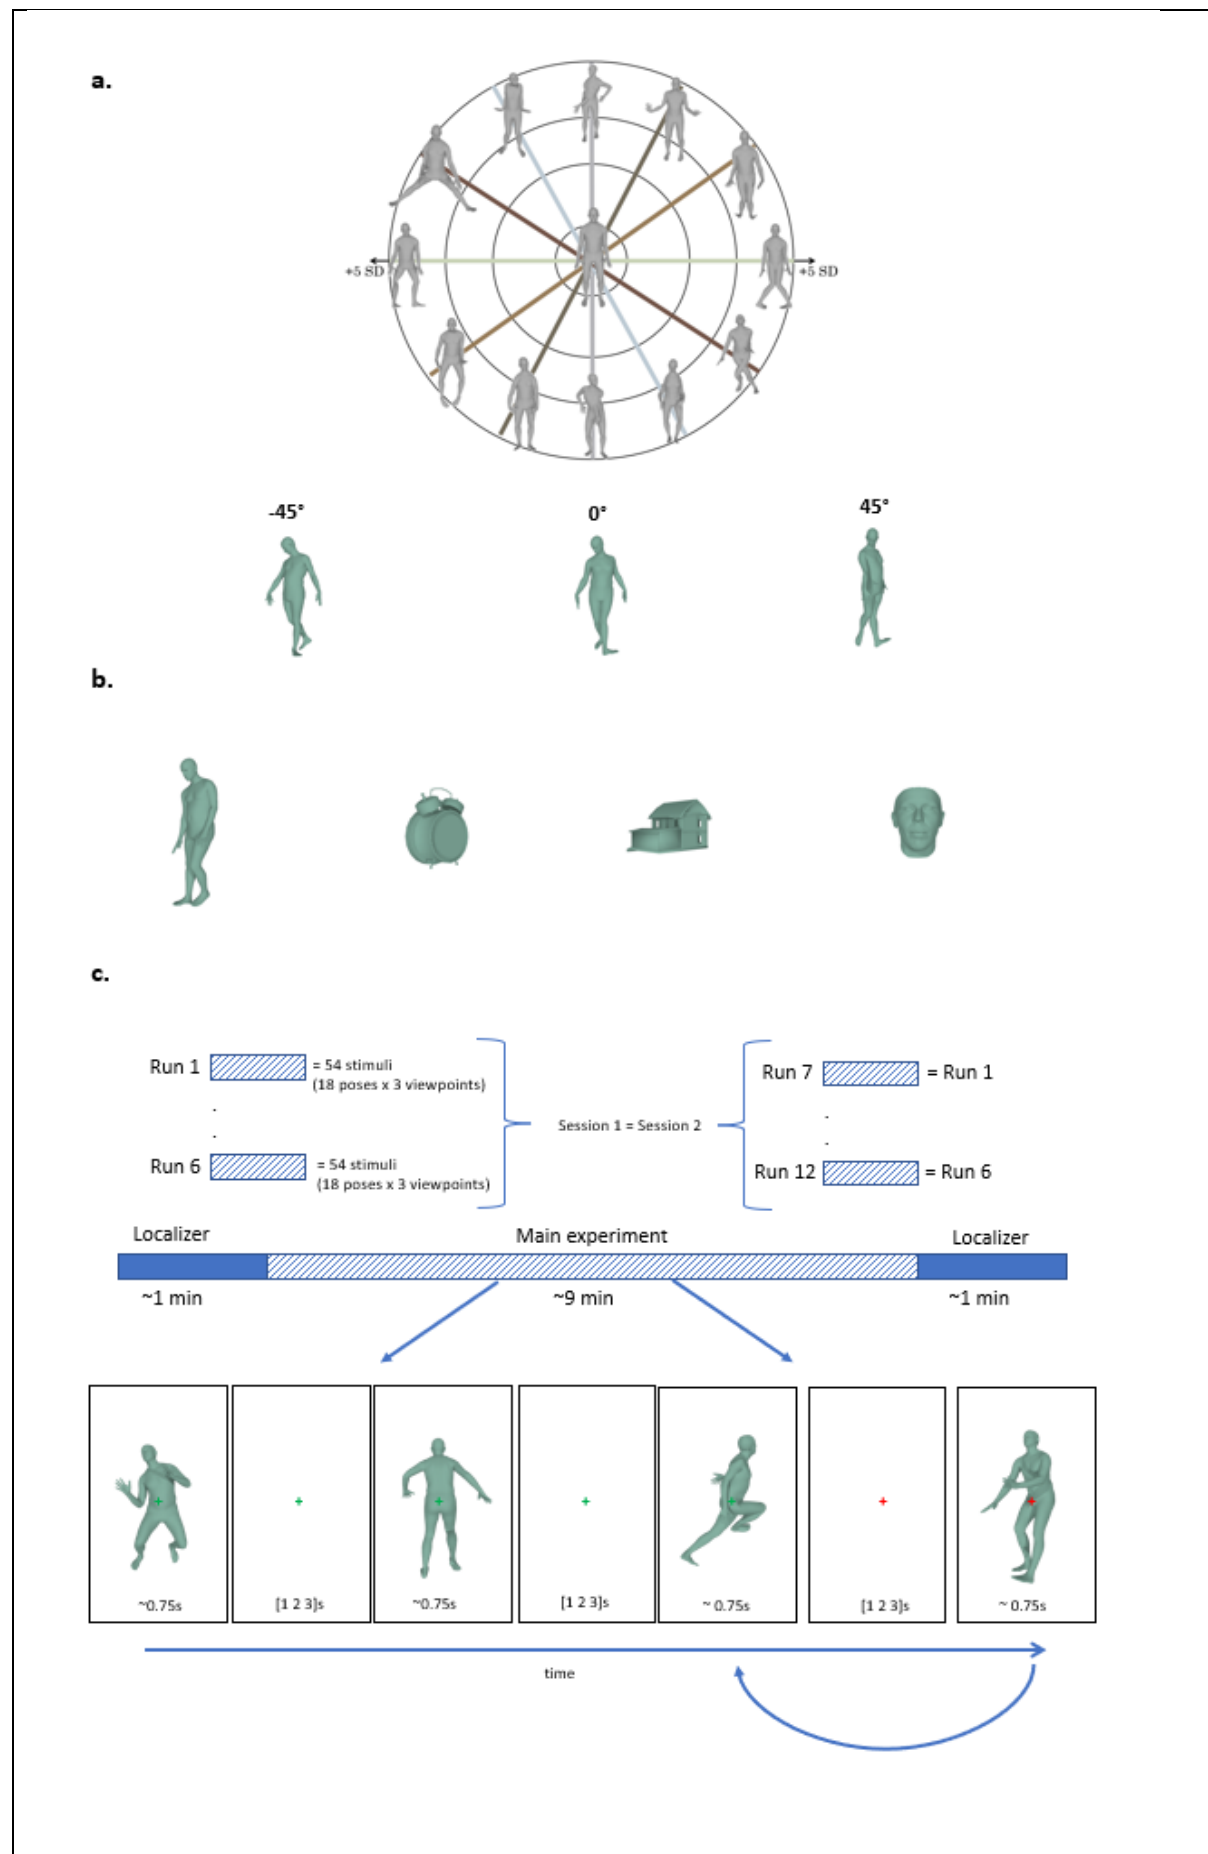 a.
+5 SD
+5 SD
-45°
0°
45°
b.
c.
Run 1
= 54 stimuli
(18 poses x 3 viewpoints)
.
.
Run 6
= 54 stimuli
(18 poses x 3 viewpoints)
Session 1 = Session 2
Run 7
= Run 1
.
.
Run 12
= Run 6
Localizer
Main experiment
Localizer
~1 min
~9 min
~1 min
~0.75s
[1 2 3]s
~0.75s
[1 2 3]s
~ 0.75s
[1 2 3]s
~ 0.75s
time